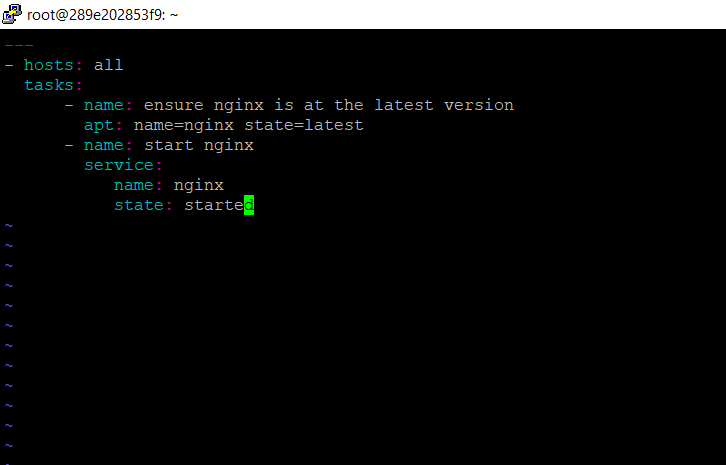 root@289e202853f9: ~
---
- hosts: all
  tasks:
      - name: ensure nginx is at the latest version
        apt: name=nginx state=latest
      - name: start nginx
        service:
           name: nginx
           state: started
~
~
~
~
~
~
~
~
~
~
~
~
~